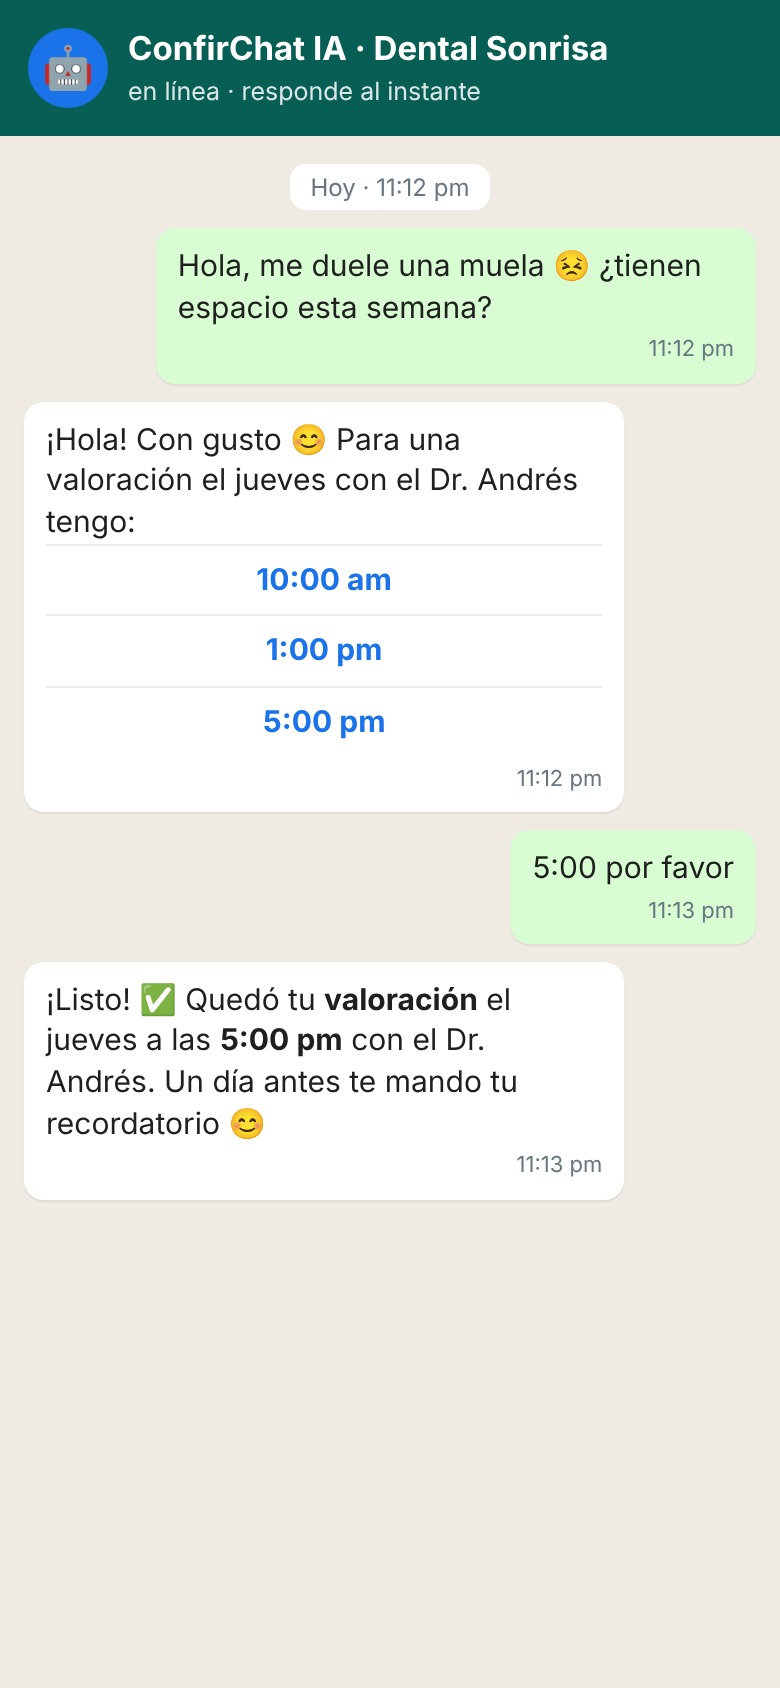 ConfirChat IA · Dental Sonrisa
en línea · responde al instante
Hoy · 11:12 pm
Hola, me duele una muela 😣 ¿tienen
espacio esta semana?
11:12 pm
¡Hola! Con gusto 😊 Para una
valoración el jueves con el Dr. Andrés
tengo:
10:00 am
1:00 pm
5:00 pm
11:12 pm
5:00 por favor
11:13 pm
¡Listo! ✅ Quedó tu valoración el
jueves a las 5:00 pm con el Dr.
Andrés. Un día antes te mando tu
recordatorio 😊
11:13 pm